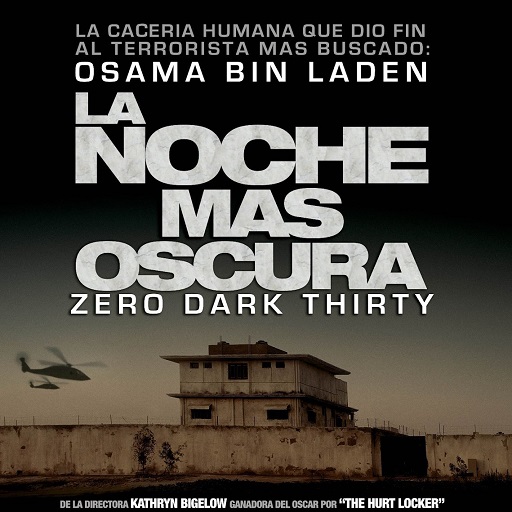 LA CACERIA HUMANA QUE DIO FIN
AL TERRORISTA MAS BUSCADO:
OSAMA BIN LADEN
LA
NOCHE
MAS
OSCURA
ZERO DARK THIRTY
DE LA DIRECTORA KATHRYN BIGELOW GANADORA DEL OSCAR POR “THE HURT LOCKER”